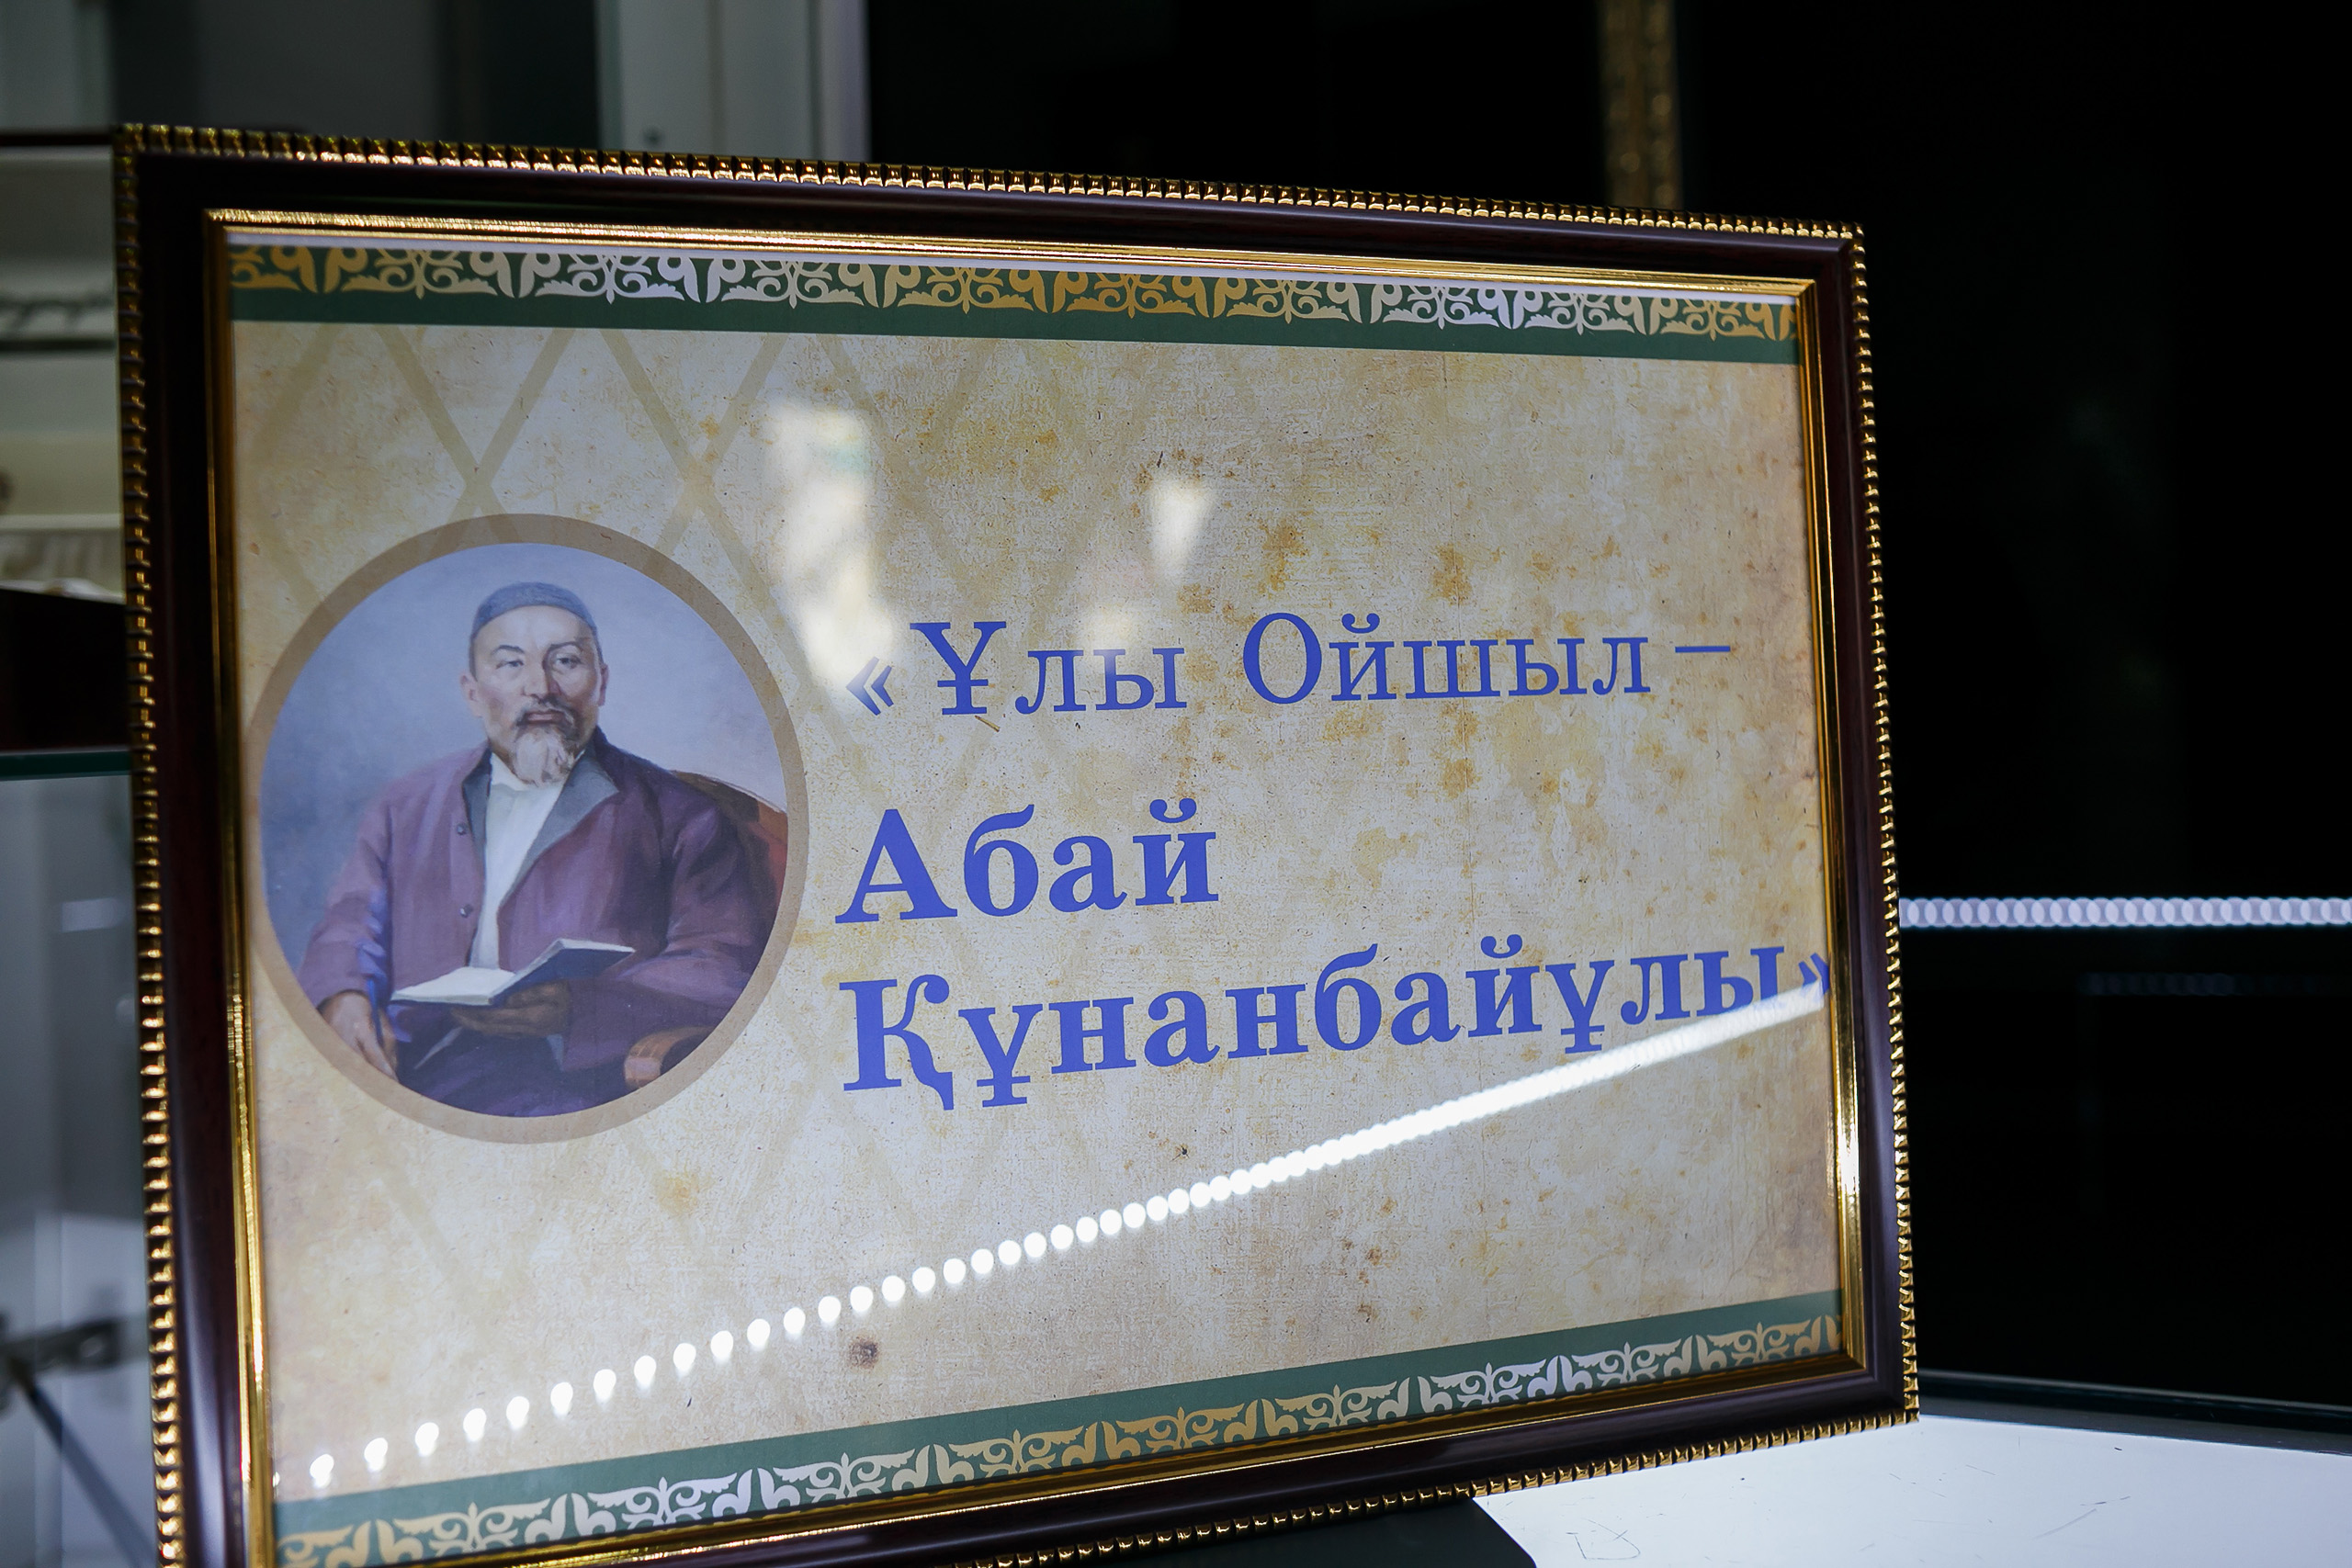 «Ұлы Ойшыл –
Абай
Құнанбайұлы»